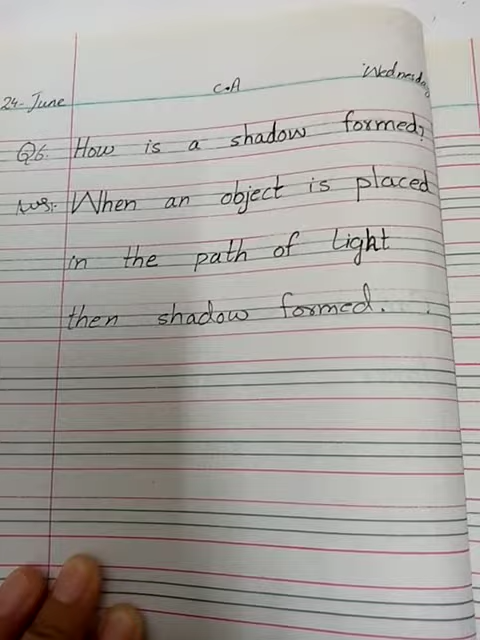 Wednesday
24-June C.A
Q6. How is a shadow formed?
Ans:- When an object is placed
in the path of light
then shadow formed.